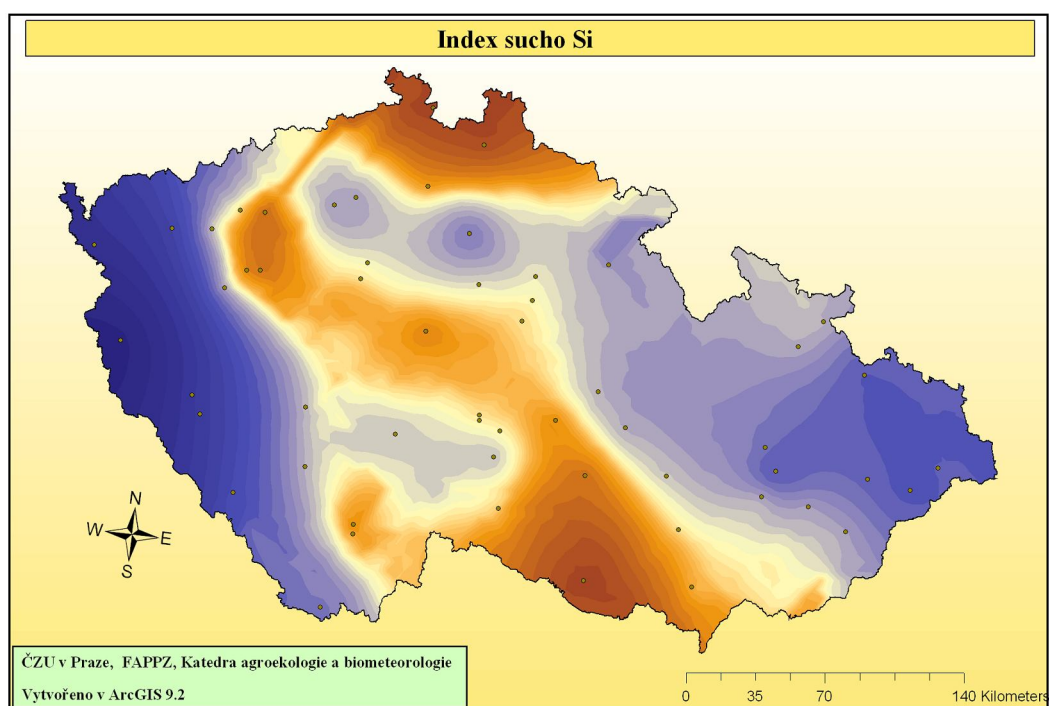 Index sucho Si
N
W E
S
ČZU v Praze, FAPPZ, Katedra agroekologie a biometeorologie
Vytvořeno v ArcGIS 9.2
0 35 70 140 Kilometers